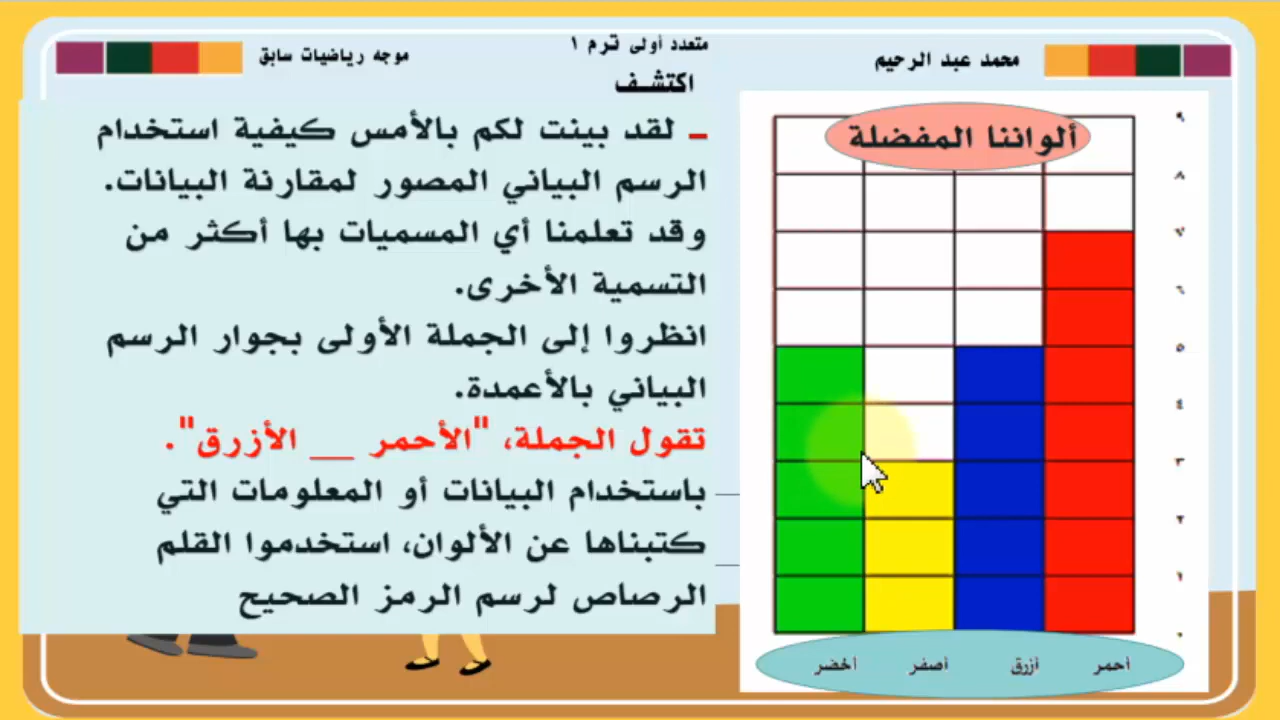 محمد عبد الرحيم
متعدد أولى ترم ١
موجه رياضيات سابق
اكتشف
ألواننا المفضلة
٩
٨
٧
٦
٥
٤
٣
٢
١
٠
أحمر أزرق أصفر أخضر
ـ لقد بينت لكم بالأمس كيفية استخدام
الرسم البياني المصور لمقارنة البيانات.
وقد تعلمنا أي المسميات بها أكثر من
التسمية الأخرى.
انظروا إلى الجملة الأولى بجوار الرسم
البياني بالأعمدة.
تقول الجملة، "الأحمر __ الأزرق".
باستخدام البيانات أو المعلومات التي
كتبناها عن الألوان، استخدموا القلم
الرصاص لرسم الرمز الصحيح